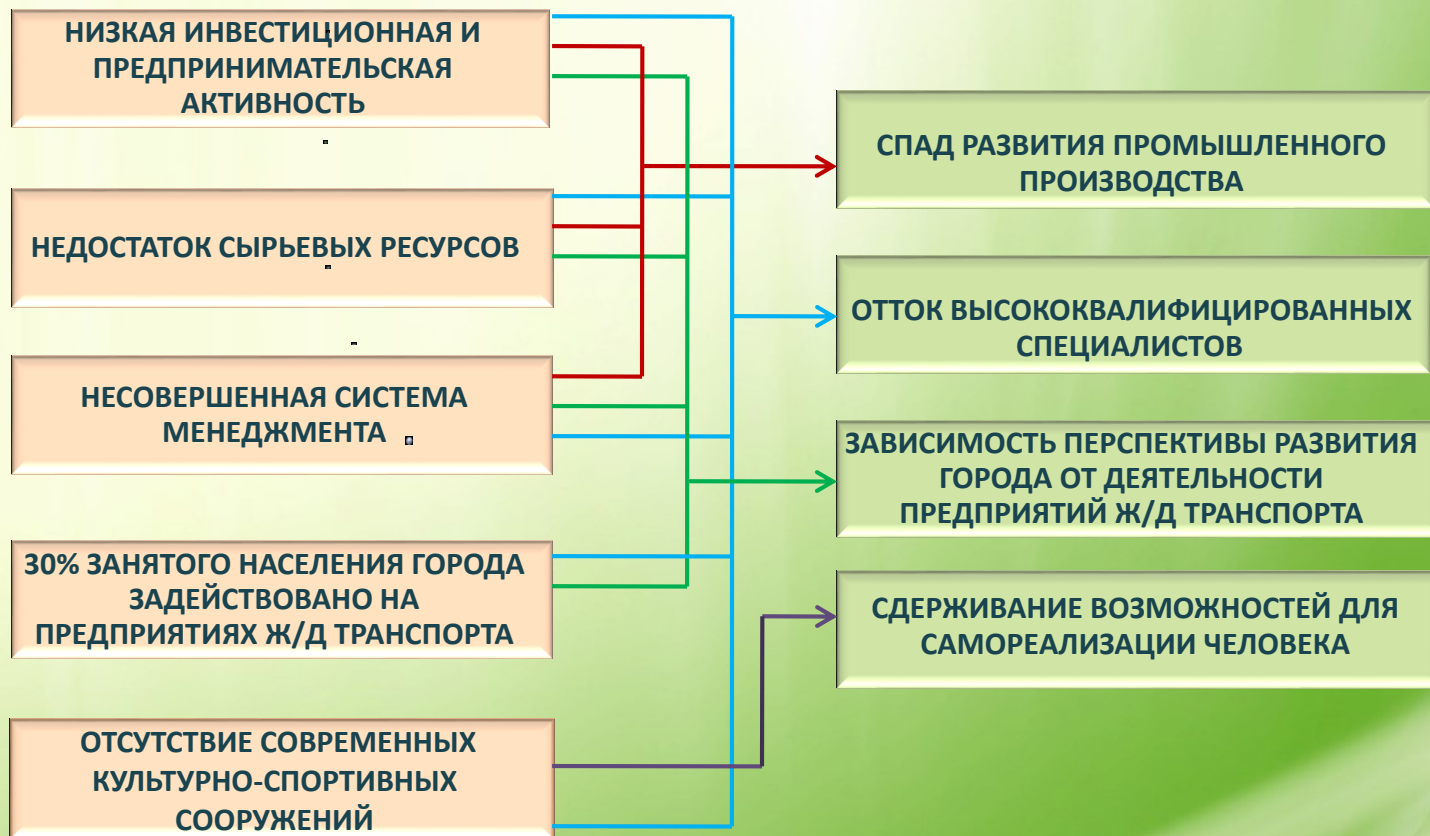 НИЗКАЯ ИНВЕСТИЦИОННАЯ И
ПРЕДПРИНИМАТЕЛЬСКАЯ
АКТИВНОСТЬ
НЕДОСТАТОК СЫРЬЕВЫХ РЕСУРСОВ
НЕСОВЕРШЕННАЯ СИСТЕМА
МЕНЕДЖМЕНТА
30% ЗАНЯТОГО НАСЕЛЕНИЯ ГОРОДА
ЗАДЕЙСТВОВАНО НА
ПРЕДПРИЯТИЯХ Ж/Д ТРАНСПОРТА
ОТСУТСТВИЕ СОВРЕМЕННЫХ
КУЛЬТУРНО-СПОРТИВНЫХ
СООРУЖЕНИЙ
СПАД РАЗВИТИЯ ПРОМЫШЛЕННОГО
ПРОИЗВОДСТВА
ОТТОК ВЫСОКОКВАЛИФИЦИРОВАННЫХ
СПЕЦИАЛИСТОВ
ЗАВИСИМОСТЬ ПЕРСПЕКТИВЫ РАЗВИТИЯ
ГОРОДА ОТ ДЕЯТЕЛЬНОСТИ
ПРЕДПРИЯТИЙ Ж/Д ТРАНСПОРТА
СДЕРЖИВАНИЕ ВОЗМОЖНОСТЕЙ ДЛЯ
САМОРЕАЛИЗАЦИИ ЧЕЛОВЕКА